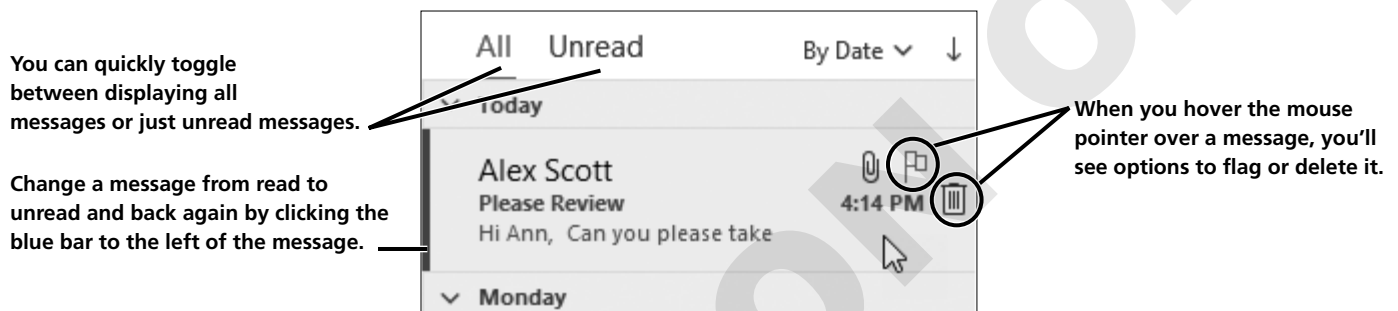 You can quickly toggle
between displaying all
messages or just unread messages.
Change a message from read to
unread and back again by clicking the
blue bar to the left of the message.
All Unread By Date
Today
Alex Scott
Please Review 4:14 PM
Hi Ann, Can you please take
Monday
When you hover the mouse
pointer over a message, you’ll
see options to flag or delete it.